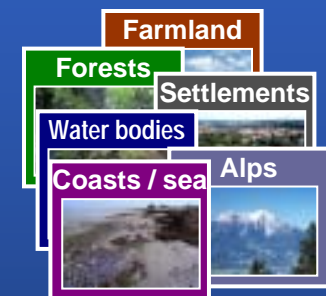 Farmland
Forests
Settlements
Water bodies
Alps
Coasts / sea